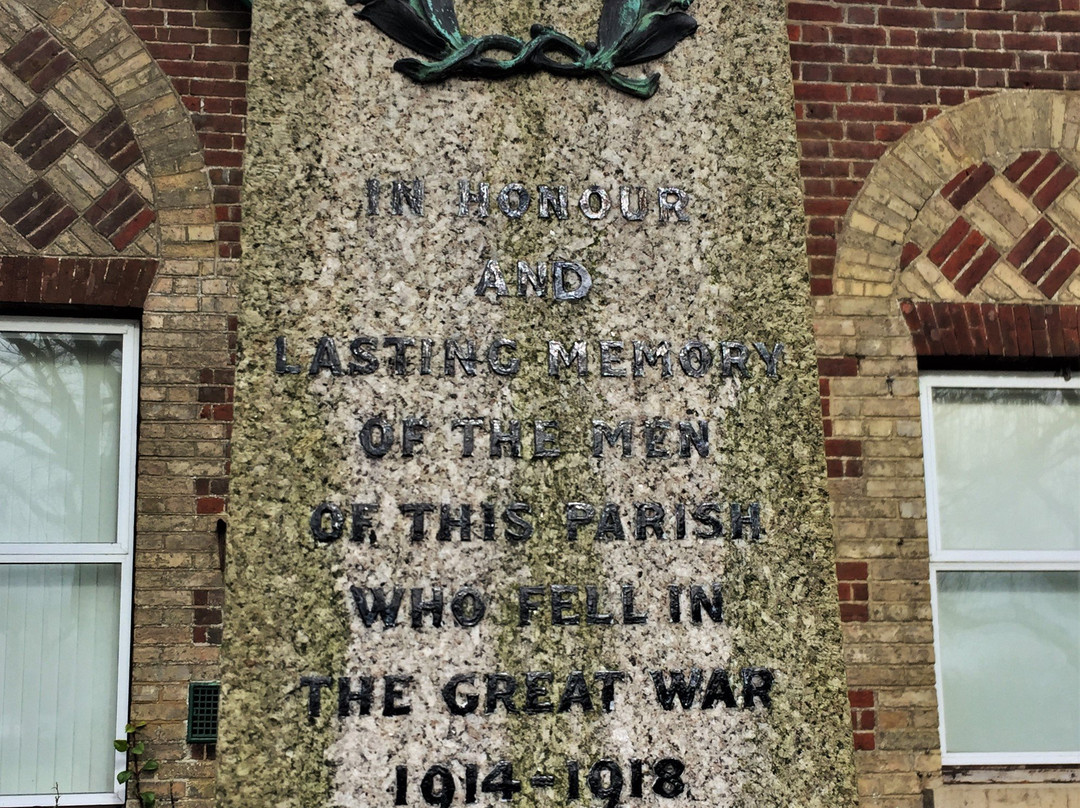 IN HONOUR
AND
LASTING MEMORY
OF THE MEN
OF THIS PARISH
WHO FELL IN
THE GREAT WAR
1914-1918